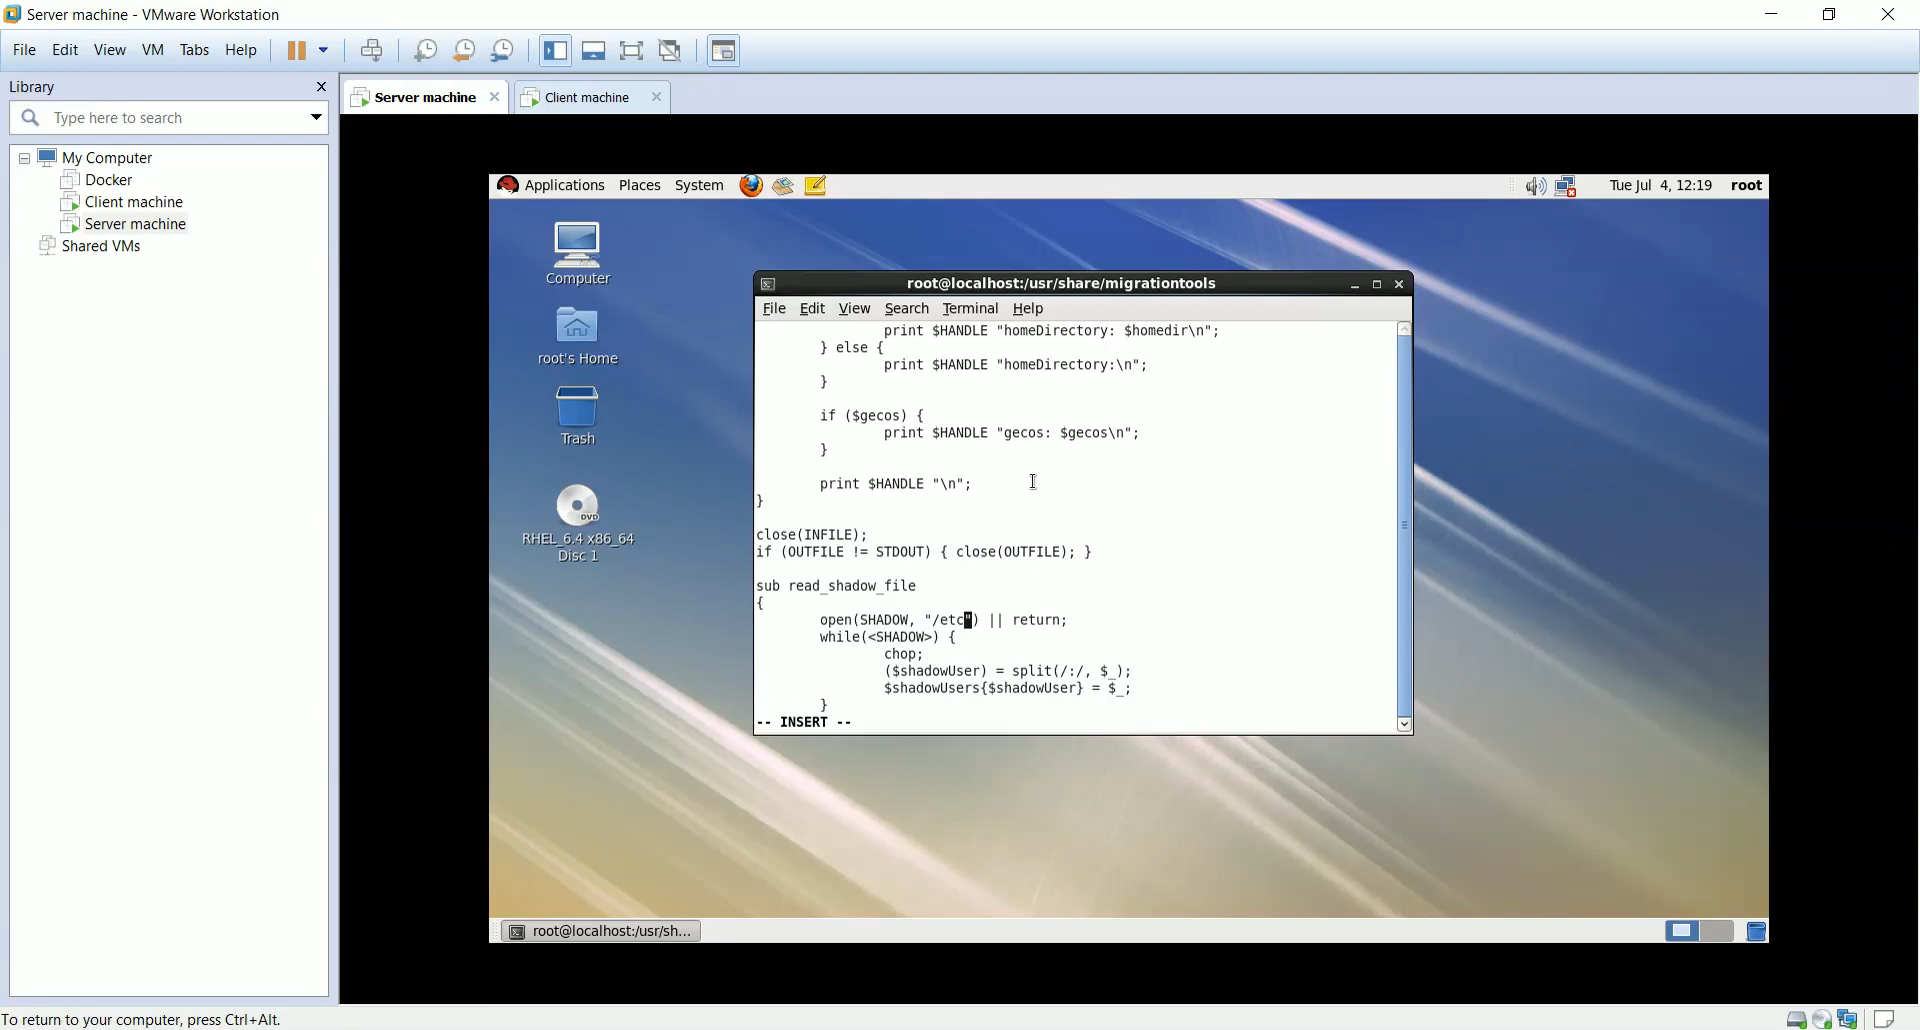 Server machine - VMware Workstation
File Edit View VM Tabs Help
Library
Type here to search
My Computer
Docker
Client machine
Server machine
Shared VMs
Server machine
Client machine
Applications Places System
Tue Jul 4, 12:19 root
Computer
root's Home
Trash
DVD
RHEL_6.4 x86_64
Disc 1
root@localhost:/usr/share/migrationtools
File Edit View Search Terminal Help
print $HANDLE "homeDirectory: $homedir\n";
} else {
print $HANDLE "homeDirectory:\n";
}
if ($gecos) {
print $HANDLE "gecos: $gecos\n";
}
print $HANDLE "\n";
}
close(INFILE);
if (OUTFILE != STDOUT) { close(OUTFILE); }
sub read_shadow_file
{
open(SHADOW, "/etc") || return;
while(<SHADOW>) {
chop;
($shadowUser) = split(/:/, $_);
$shadowUsers{$shadowUser} = $_;
}
-- INSERT --
root@localhost:/usr/sh...
To return to your computer, press Ctrl+Alt.